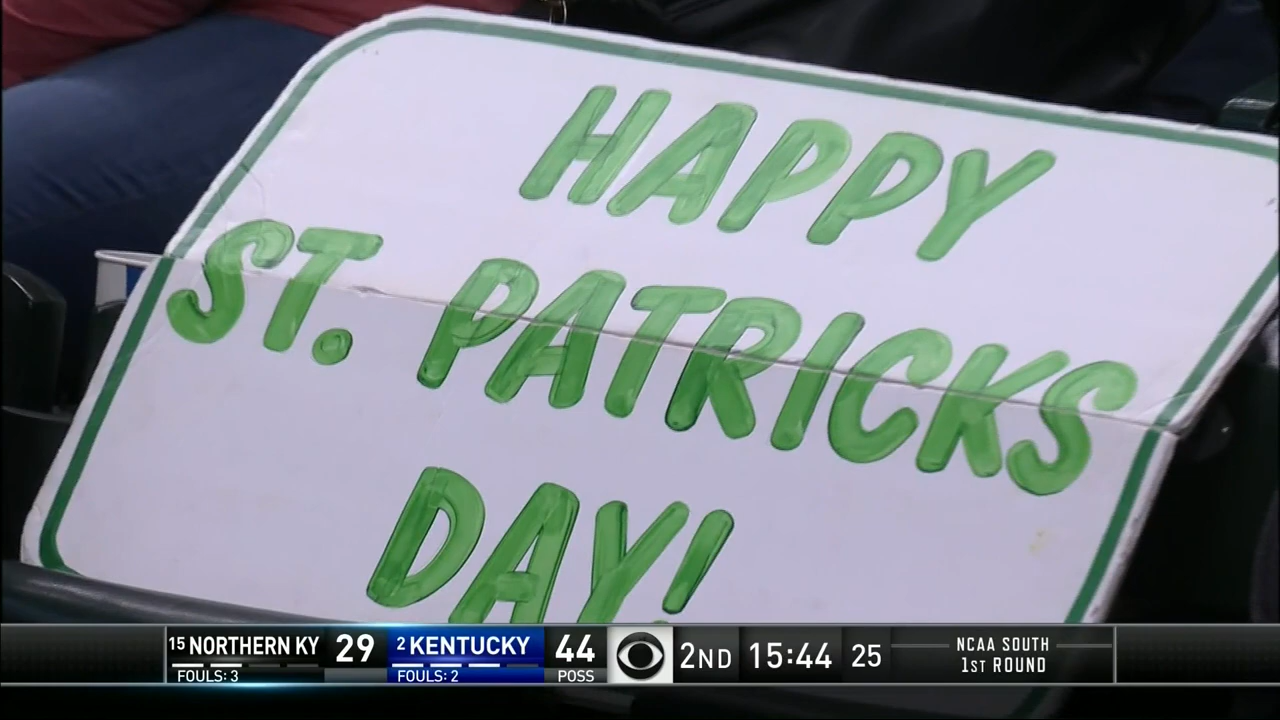 HAPPY
ST. PATRICKS
DAY!
15 NORTHERN KY 29 2 KENTUCKY 44 2ND 15:44 25 NCAA SOUTH
FOULS: 3 FOULS: 2 POSS 1ST ROUND